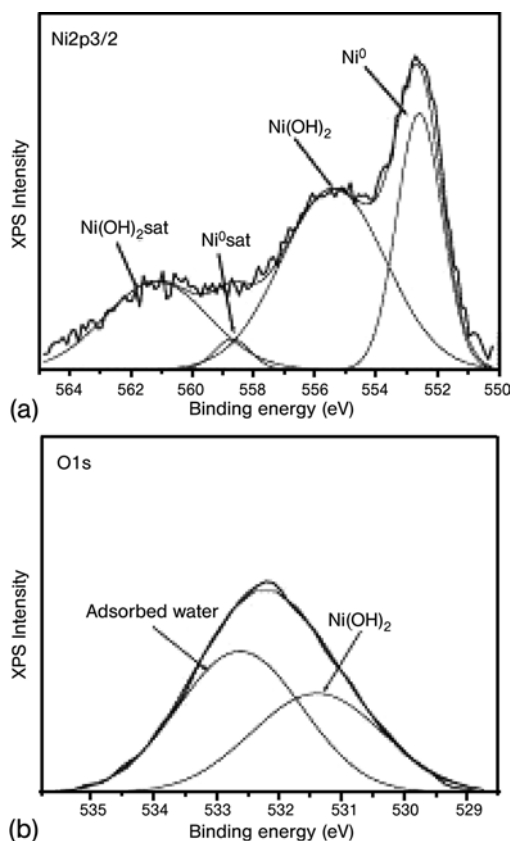 Ni2p3/2
Ni⁰
Ni(OH)₂
Ni(OH)₂sat
Ni⁰sat
XPS Intensity
564 562 560 558 556 554 552 550
Binding energy (eV)
(a)
O1s
Adsorbed water
Ni(OH)₂
XPS Intensity
535 534 533 532 531 530 529
Binding energy (eV)
(b)